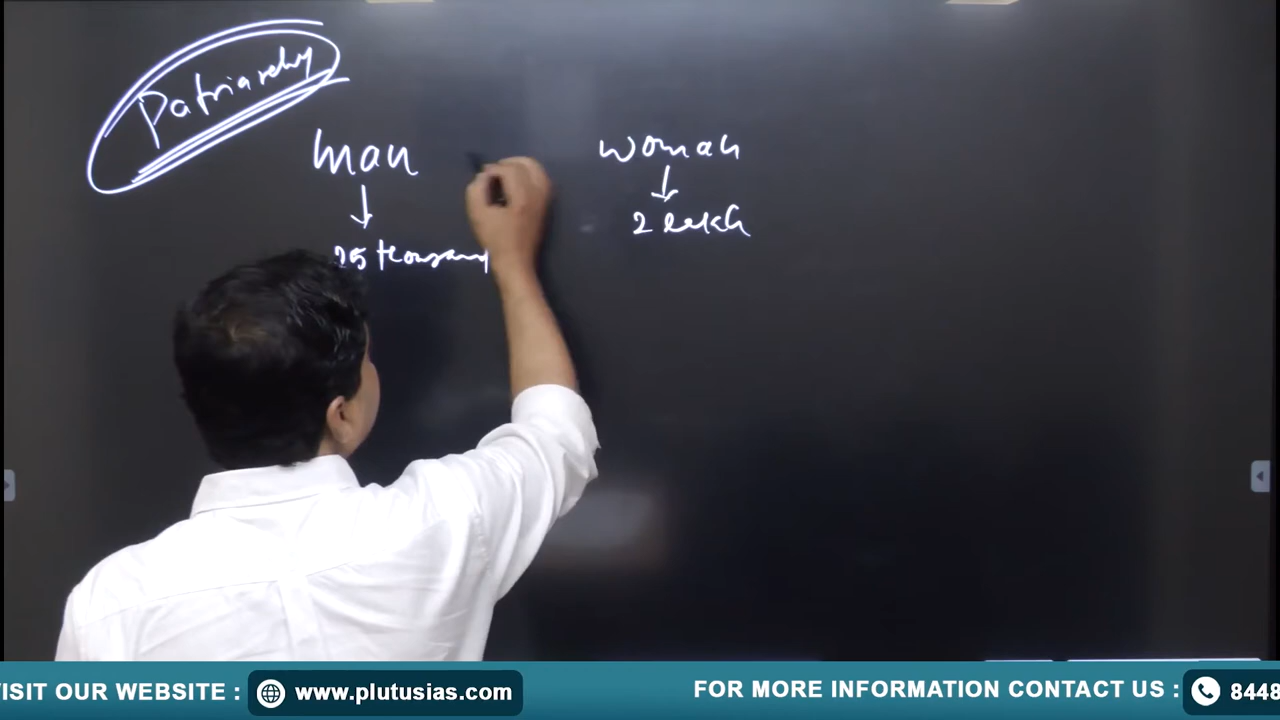 Patriarchy
man woman
25 thousand 2 lakh
VISIT OUR WEBSITE : www.plutusias.com FOR MORE INFORMATION CONTACT US : 8448